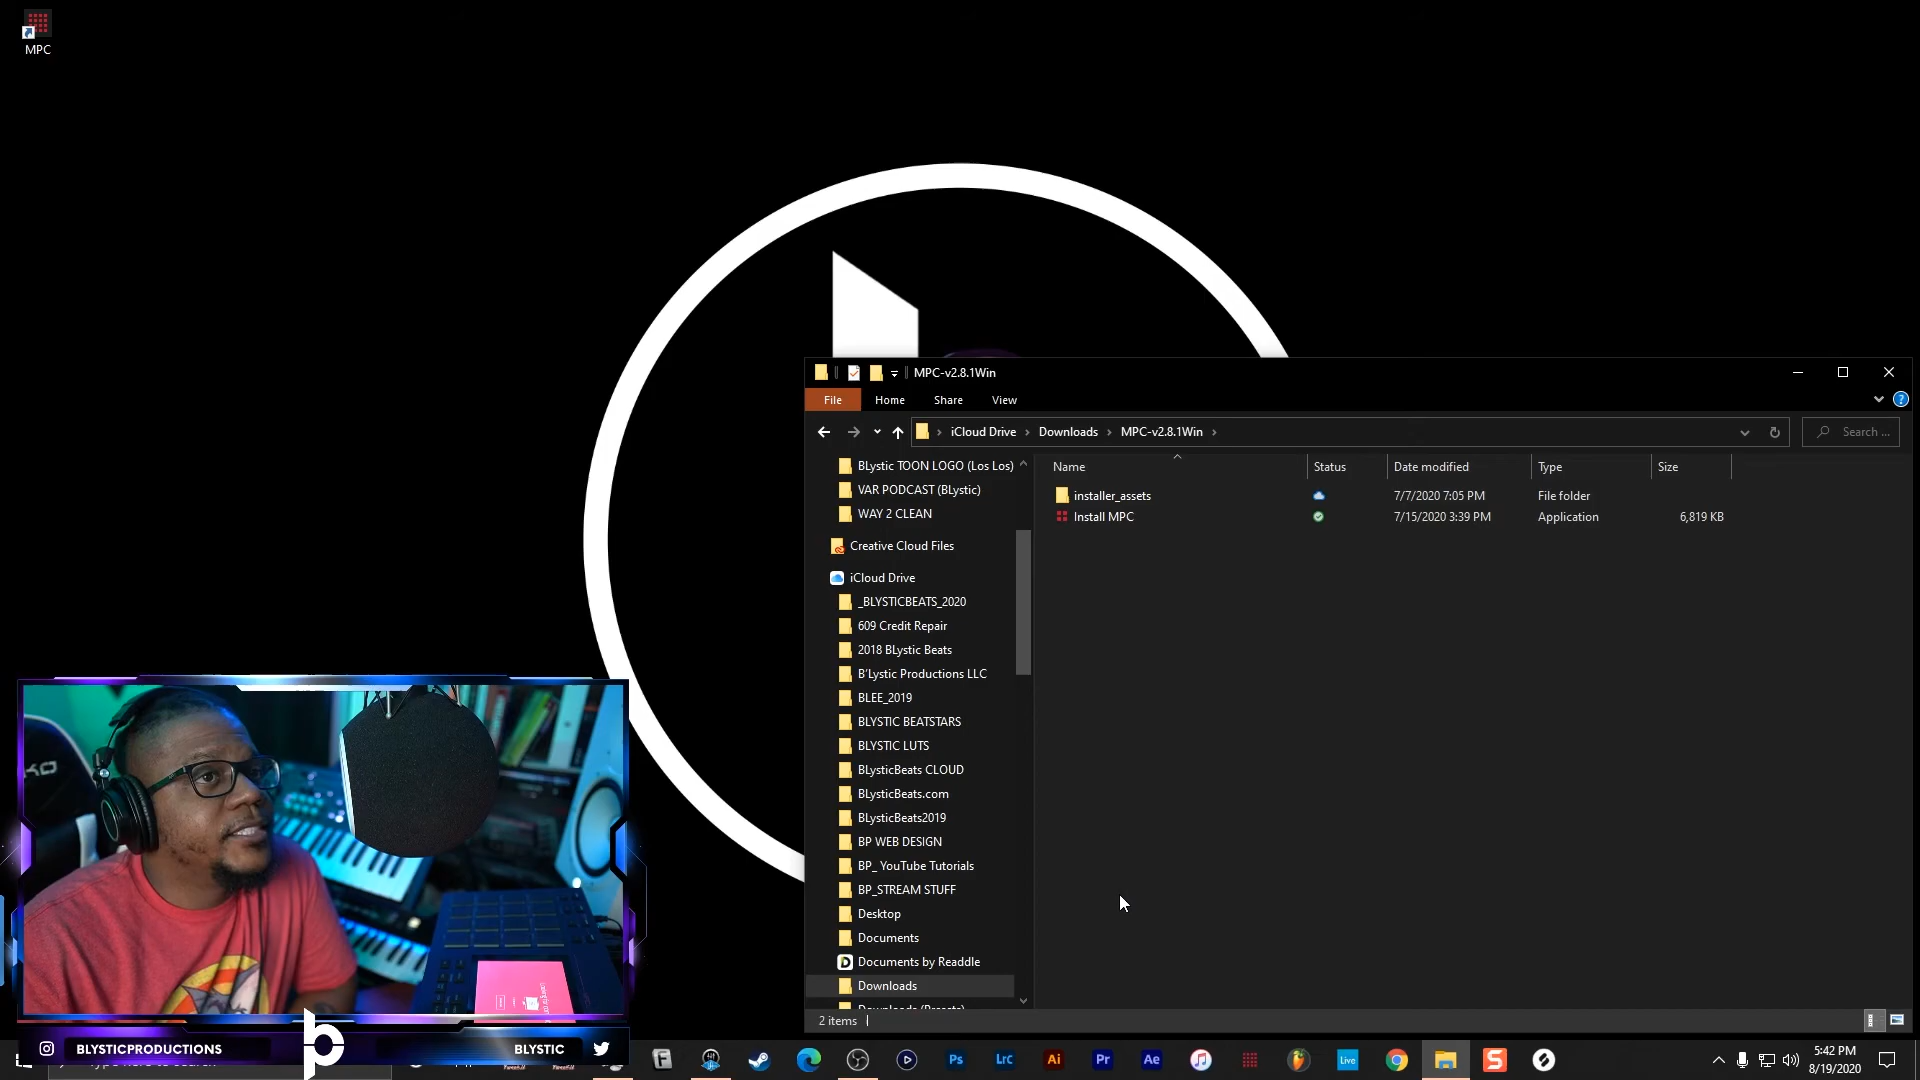 MPC
MPC-v2.8.1Win
File Home Share View
iCloud Drive Downloads MPC-v2.8.1Win
Search ...
Name Status Date modified Type Size
installer_assets 7/7/2020 7:05 PM File folder
Install MPC 7/15/2020 3:39 PM Application 6,819 KB
BLystic TOON LOGO (Los Los)
VAR PODCAST (BLystic)
WAY 2 CLEAN
Creative Cloud Files
iCloud Drive
_BLYSTICBEATS_2020
609 Credit Repair
2018 BLystic Beats
B'Lystic Productions LLC
BLEE_2019
BLYSTIC BEATSTARS
BLYSTIC LUTS
BLysticBeats CLOUD
BLysticBeats.com
BLysticBeats2019
BP WEB DESIGN
BP_ YouTube Tutorials
BP_STREAM STUFF
Desktop
Documents
Documents by Readdle
Downloads
2 items
BLYSTICPRODUCTIONS
BLYSTIC
Ps Lrc Ai Pr Ae Live
5:42 PM
8/19/2020